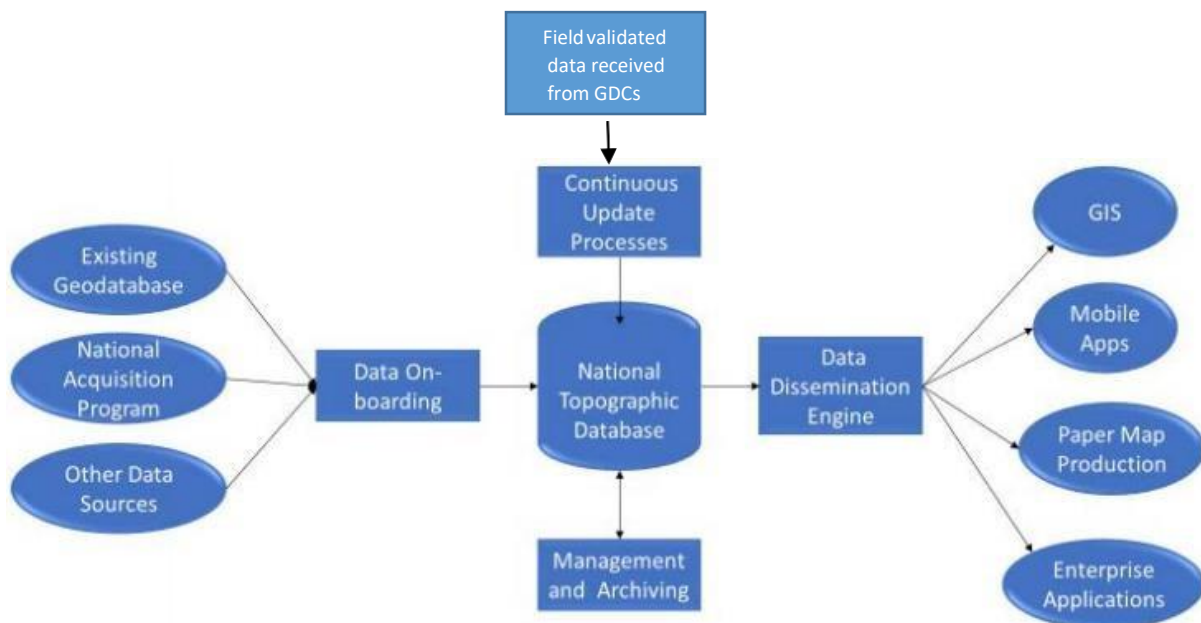 Field validated
data received
from GDCs
Continuous
Update
Processes
Existing
Geodatabase
National
Acquisition
Program
Other Data
Sources
Data On-
boarding
National
Topographic
Database
Management
and Archiving
Data
Dissemination
Engine
GIS
Mobile
Apps
Paper Map
Production
Enterprise
Applications